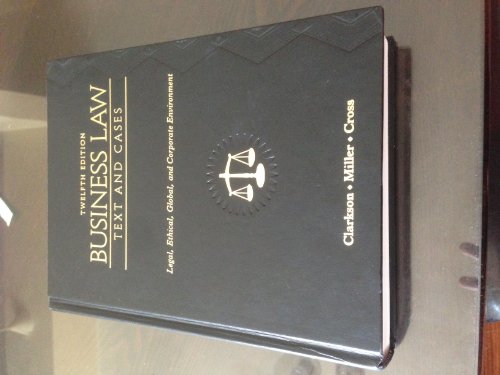 TWELFTH EDITION
BUSINESS LAW
TEXT AND CASES
Legal, Ethical, Global, and Corporate Environment
Clarkson • Miller • Cross